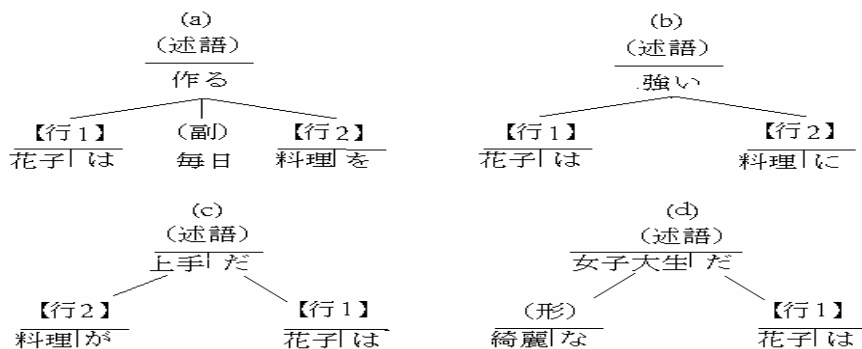 (a)
(述語)
作る
【行1】 (副) 【行2】
花子 は 毎日 料理 を
(b)
(述語)
強い
【行1】 【行2】
花子 は 料理 に
(c)
(述語)
上手 だ
【行2】 【行1】
料理 が 花子 は
(d)
(述語)
女子大生 だ
(形) 【行1】
綺麗 な 花子 は